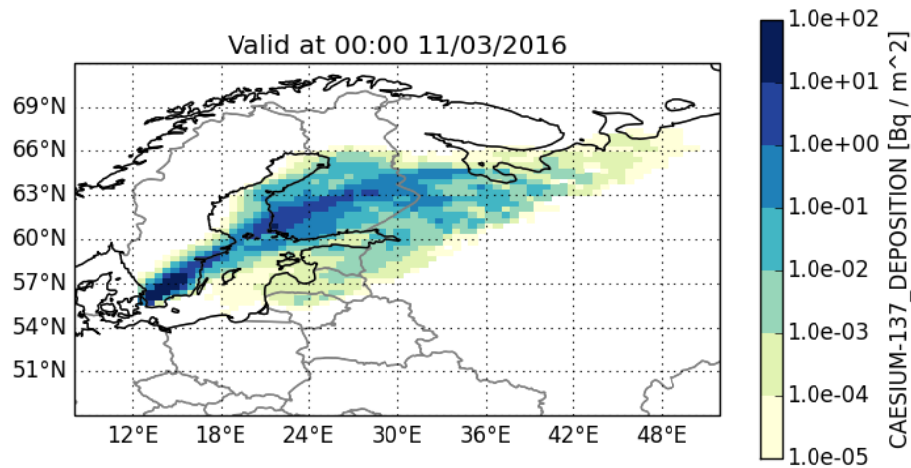 Valid at 00:00 11/03/2016
69°N
66°N
63°N
60°N
57°N
54°N
51°N
12°E 18°E 24°E 30°E 36°E 42°E 48°E
1.0e+02
1.0e+01
1.0e+00
1.0e-01
1.0e-02
1.0e-03
1.0e-04
1.0e-05
CAESIUM-137_DEPOSITION [Bq / m^2]